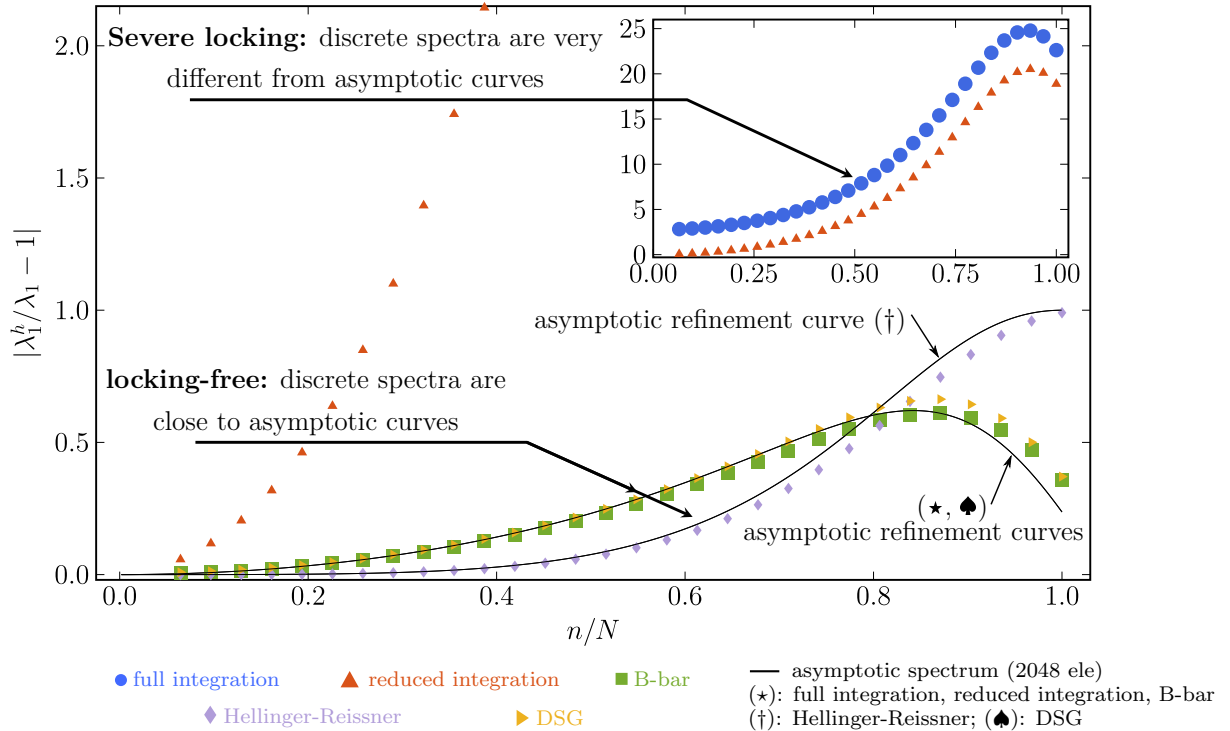 Severe locking: discrete spectra are very
different from asymptotic curves
25
20
15
10
5
0
0.00 0.25 0.50 0.75 1.00
2.0
1.5
1.0
0.5
0.0
|λ₁ʰ/λ₁ − 1|
asymptotic refinement curve (†)
locking-free: discrete spectra are
close to asymptotic curves
(⋆, ♠)
asymptotic refinement curves
0.0 0.2 0.4 0.6 0.8 1.0
n/N
full integration
reduced integration
B-bar
Hellinger-Reissner
DSG
asymptotic spectrum (2048 ele)
(⋆): full integration, reduced integration, B-bar
(†): Hellinger-Reissner; (♠): DSG